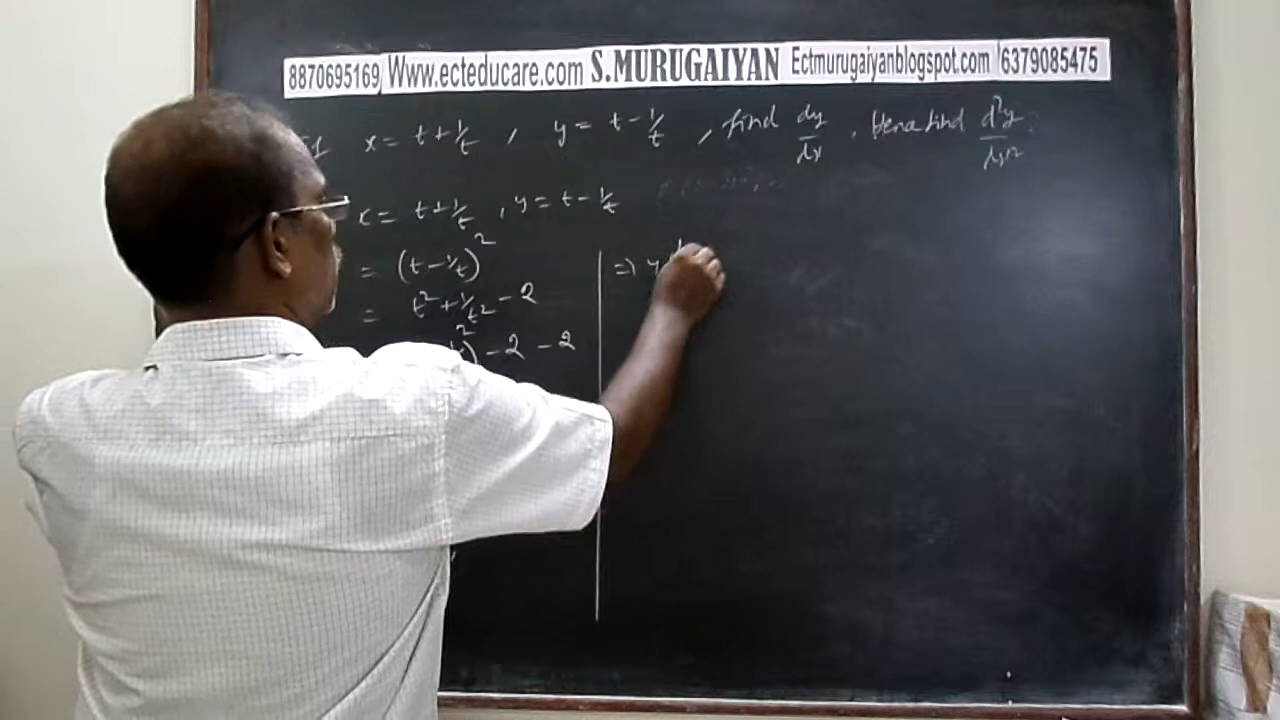 8870695169, Www.ecteducare.com S.MURUGAIYAN Ectmurugaiyanblogspot.com 6379085475
x = t + 1/t , y = t - 1/t , find dy/dx . Hence find d²y/dx²
x = t + 1/t , y = t - 1/t
= (t - 1/t)²
= t² + 1/t² - 2
)² - 2 - 2
=> y